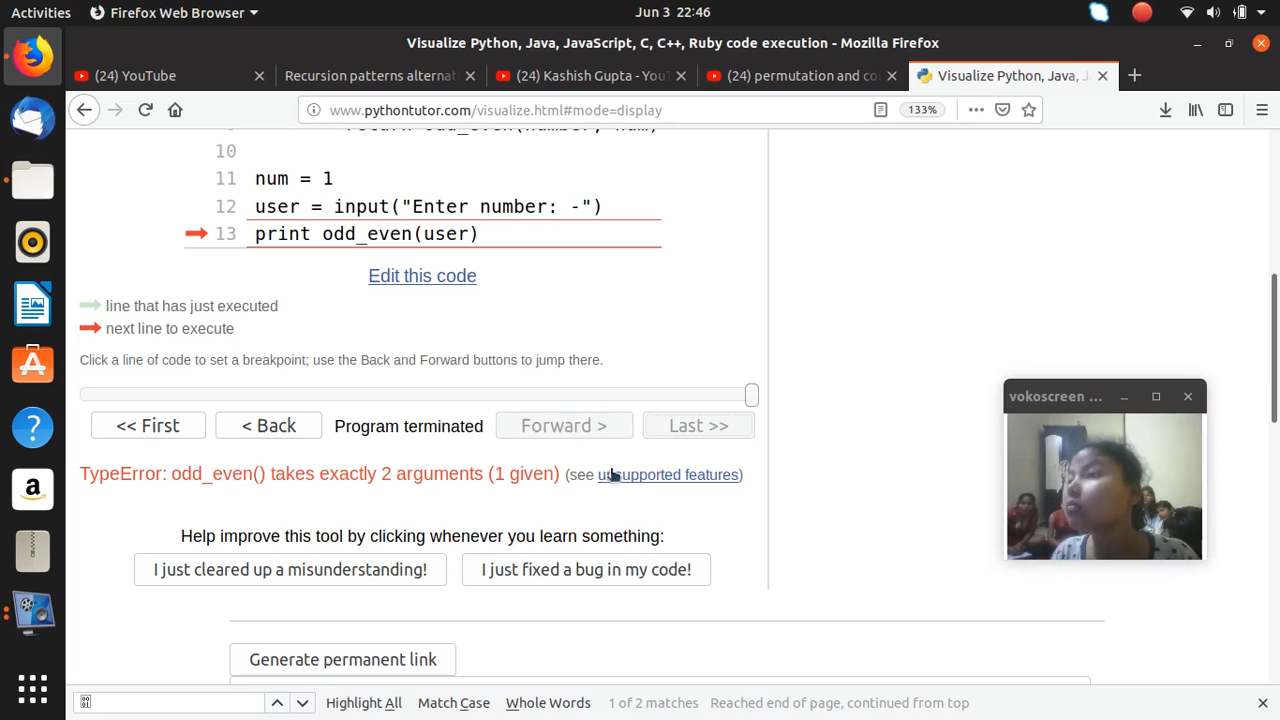 Activities
Firefox Web Browser
Jun 3 22:46
Visualize Python, Java, JavaScript, C, C++, Ruby code execution - Mozilla Firefox
(24) YouTube
Recursion patterns alternat
(24) Kashish Gupta - You
(24) permutation and co
Visualize Python, Java, J
www.pythontutor.com/visualize.html#mode=display
133%
return odd_even(number, num)
10
11 num = 1
12 user = input("Enter number: -")
13 print odd_even(user)
Edit this code
line that has just executed
next line to execute
Click a line of code to set a breakpoint; use the Back and Forward buttons to jump there.
<< First
< Back
Program terminated
Forward >
Last >>
vokoscreen ...
TypeError: odd_even() takes exactly 2 arguments (1 given) (see unsupported features)
Help improve this tool by clicking whenever you learn something:
I just cleared up a misunderstanding!
I just fixed a bug in my code!
Generate permanent link
Highlight All
Match Case
Whole Words
1 of 2 matches
Reached end of page, continued from top